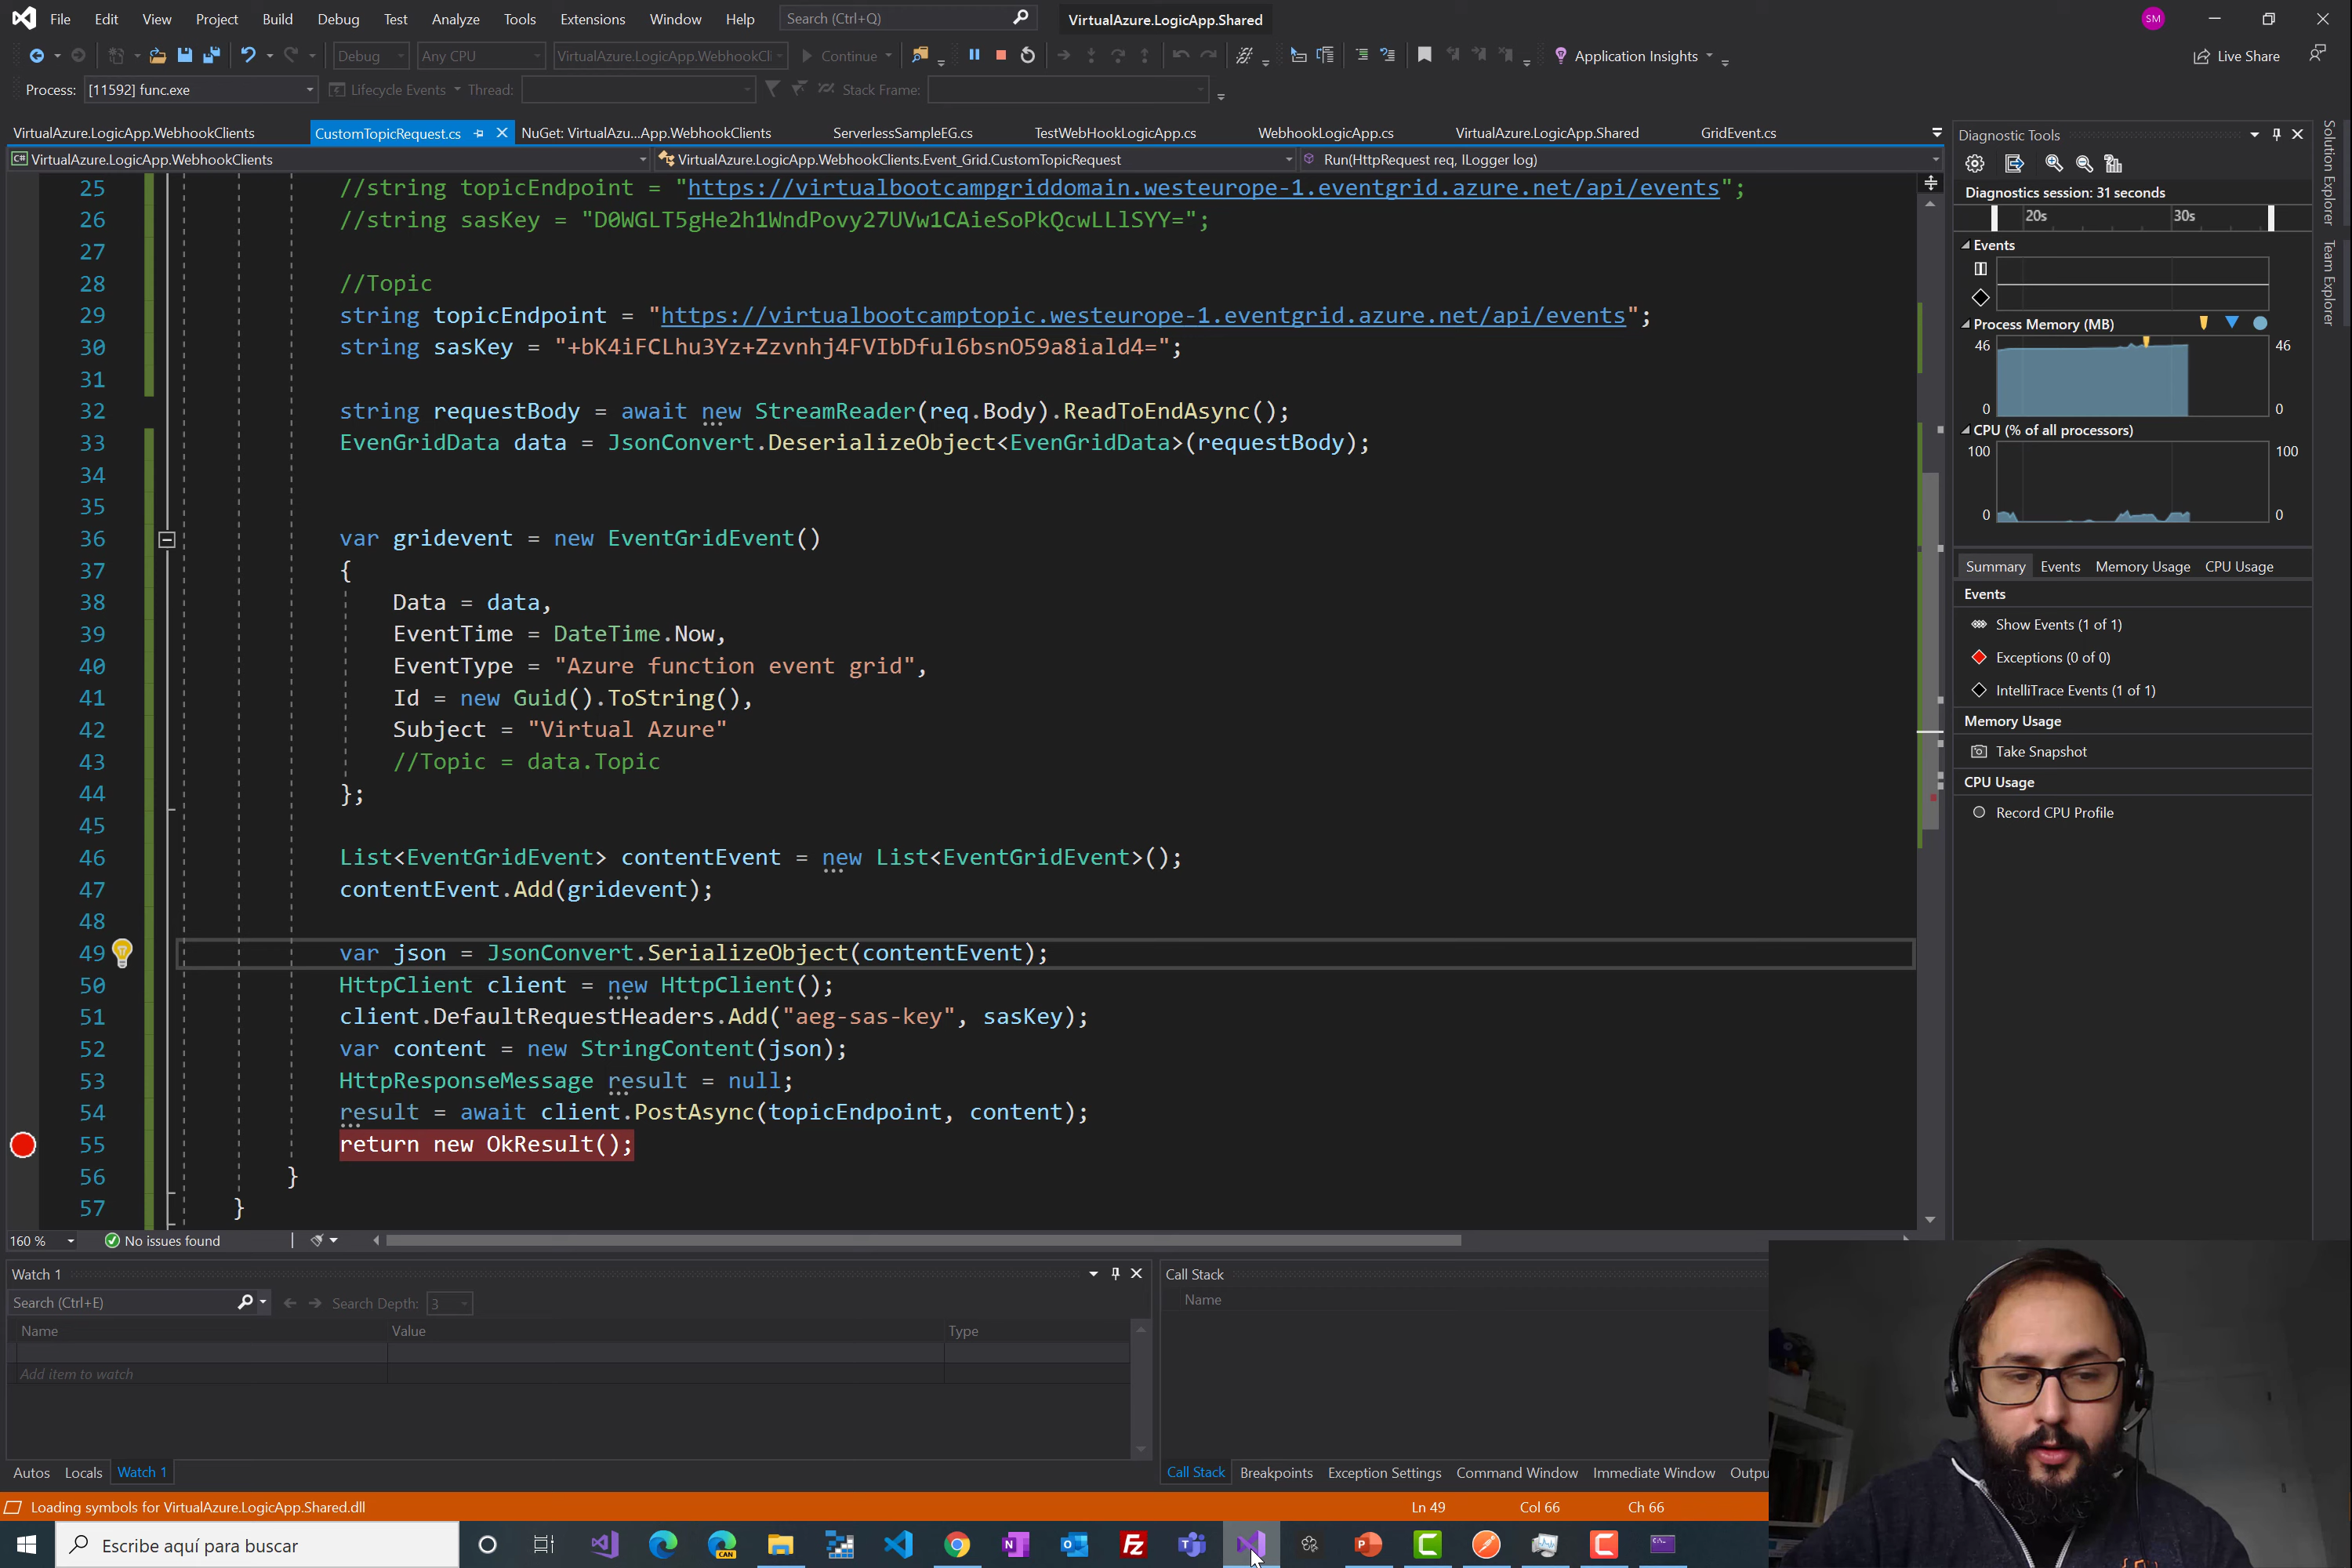 File Edit View Project Build Debug Test Analyze Tools Extensions Window Help Search (Ctrl+Q) VirtualAzure.LogicApp.Shared SM
Debug Any CPU VirtualAzure.LogicApp.WebhookCli Continue Application Insights Live Share
Process: [11592] func.exe Lifecycle Events Thread: Stack Frame:
VirtualAzure.LogicApp.WebhookClients CustomTopicRequest.cs NuGet: VirtualAzu...App.WebhookClients ServerlessSampleEG.cs TestWebHookLogicApp.cs WebhookLogicApp.cs VirtualAzure.LogicApp.Shared GridEvent.cs
VirtualAzure.LogicApp.WebhookClients VirtualAzure.LogicApp.WebhookClients.Event_Grid.CustomTopicRequest Run(HttpRequest req, ILogger log)
25 //string topicEndpoint = "https://virtualbootcampgriddomain.westeurope-1.eventgrid.azure.net/api/events";
26 //string sasKey = "D0WGLT5gHe2h1WndPovy27UVw1CAieSoPkQcwLLlSYY=";
27
28 //Topic
29 string topicEndpoint = "https://virtualbootcamptopic.westeurope-1.eventgrid.azure.net/api/events";
30 string sasKey = "+bK4iFCLhu3Yz+Zzvnhj4FVIbDful6bsnO59a8iald4=";
31
32 string requestBody = await new StreamReader(req.Body).ReadToEndAsync();
33 EvenGridData data = JsonConvert.DeserializeObject<EvenGridData>(requestBody);
34
35
36 var gridevent = new EventGridEvent()
37 {
38 Data = data,
39 EventTime = DateTime.Now,
40 EventType = "Azure function event grid",
41 Id = new Guid().ToString(),
42 Subject = "Virtual Azure"
43 //Topic = data.Topic
44 };
45
46 List<EventGridEvent> contentEvent = new List<EventGridEvent>();
47 contentEvent.Add(gridevent);
48
49 var json = JsonConvert.SerializeObject(contentEvent);
50 HttpClient client = new HttpClient();
51 client.DefaultRequestHeaders.Add("aeg-sas-key", sasKey);
52 var content = new StringContent(json);
53 HttpResponseMessage result = null;
54 result = await client.PostAsync(topicEndpoint, content);
55 return new OkResult();
56 }
57 }
160 % No issues found
Diagnostic Tools
Diagnostics session: 31 seconds
20s 30s
Events
Process Memory (MB)
46 46
0 0
CPU (% of all processors)
100 100
0 0
Summary Events Memory Usage CPU Usage
Events
Show Events (1 of 1)
Exceptions (0 of 0)
IntelliTrace Events (1 of 1)
Memory Usage
Take Snapshot
CPU Usage
Record CPU Profile
Solution Explorer
Team Explorer
Watch 1
Search (Ctrl+E) Search Depth: 3
Name Value Type
Add item to watch
Autos Locals Watch 1
Call Stack
Name
Call Stack Breakpoints Exception Settings Command Window Immediate Window Outpu
Loading symbols for VirtualAzure.LogicApp.Shared.dll Ln 49 Col 66 Ch 66
Escribe aquí para buscar